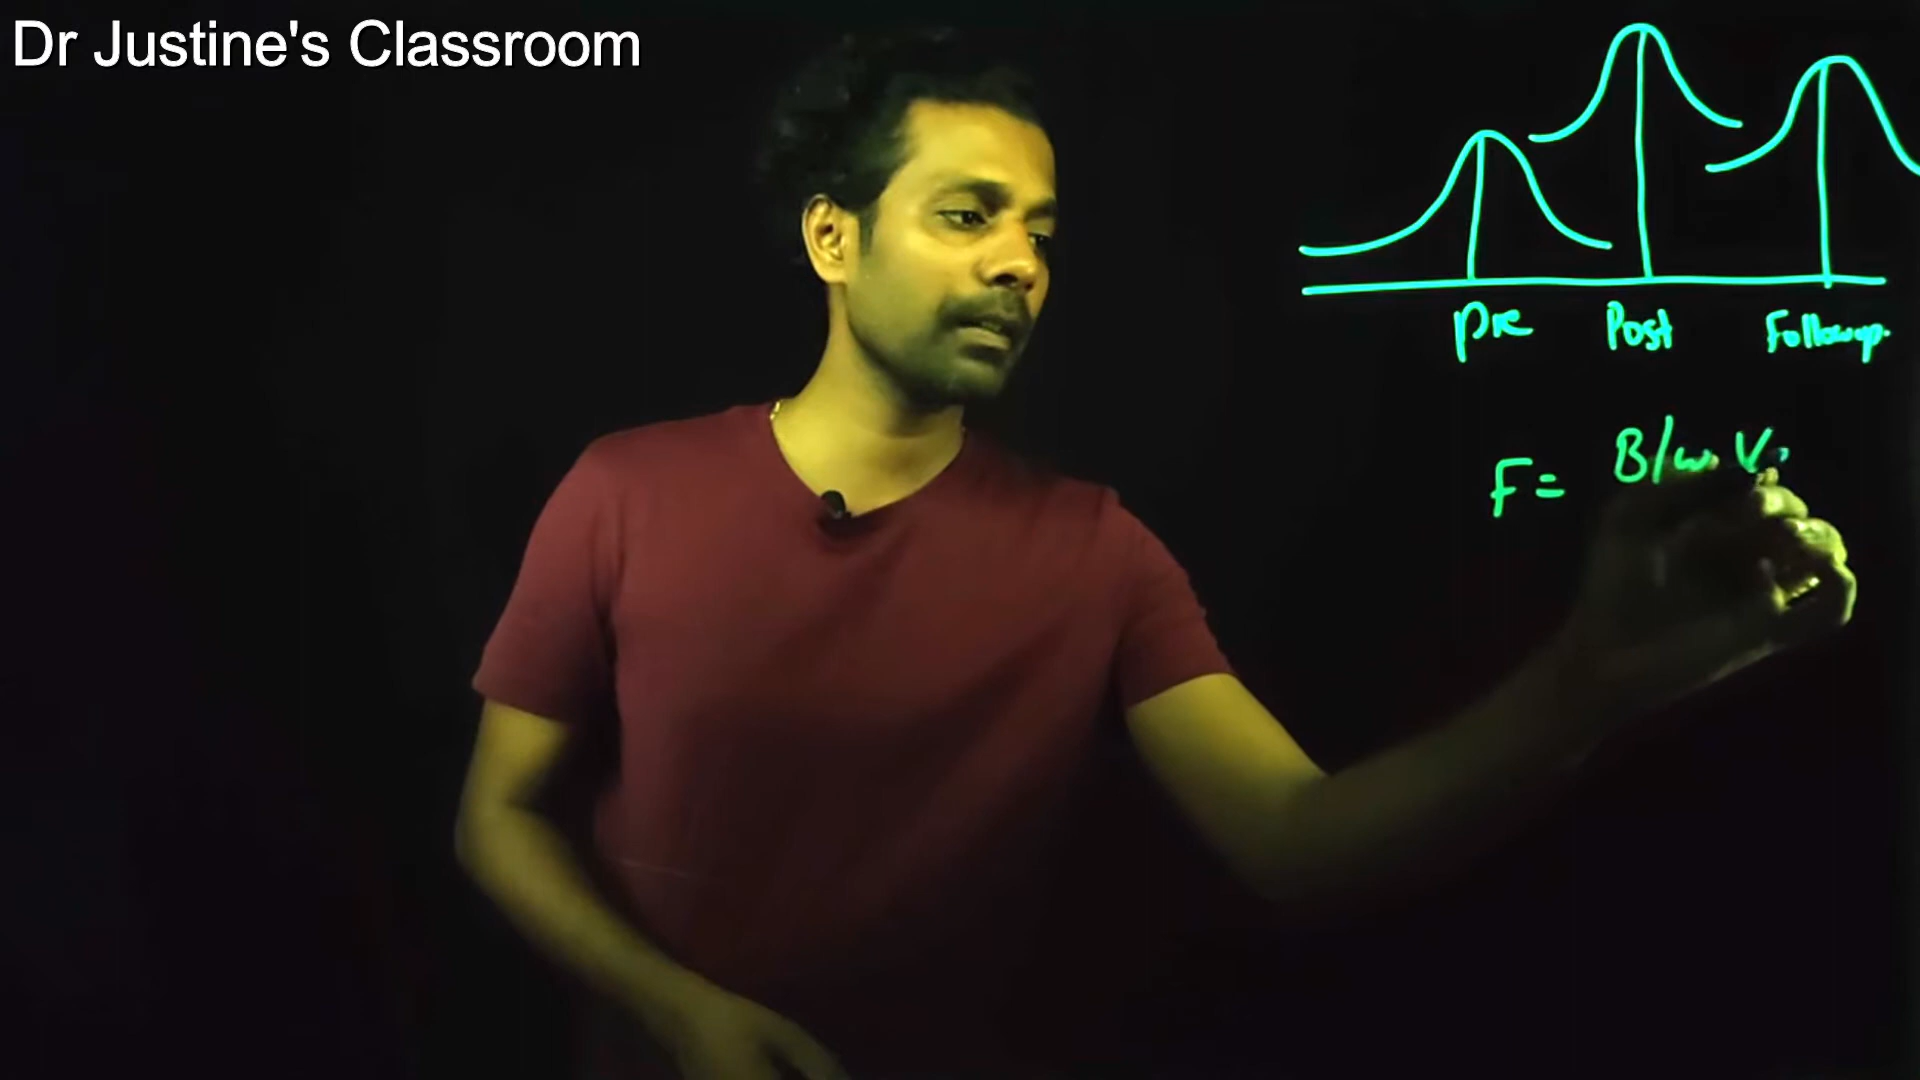 Dr Justine's Classroom
Pre Post Followup.
F = B/w. V.